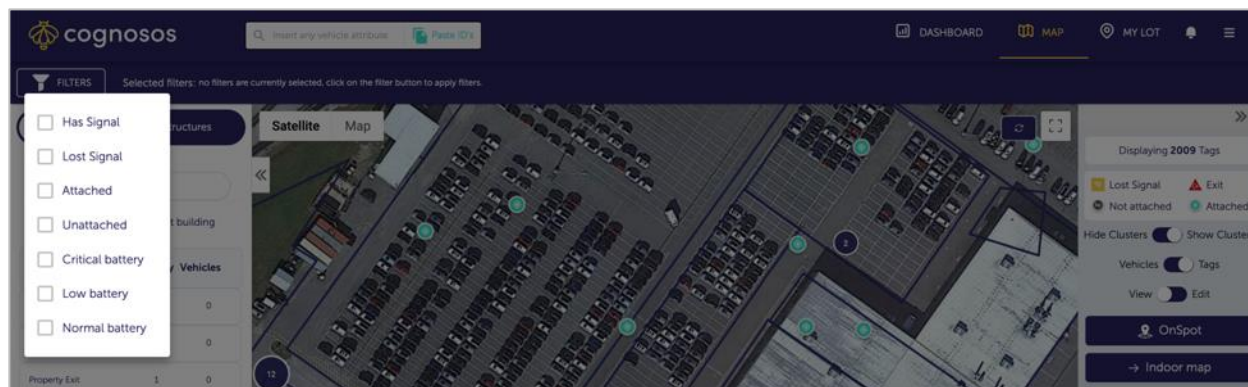 cognosos
Insert any vehicle attribute
Paste ID's
DASHBOARD
MAP
MY LOT
FILTERS
Selected filters: no filters are currently selected, click on the filter button to apply filters.
Has Signal
Lost Signal
Attached
Unattached
Critical battery
Low battery
Normal battery
building
Vehicles
0
0
Property Exit 1 0
Satellite Map
2
12
Displaying 2009 Tags
Lost Signal Exit
Not attached Attached
Hide Clusters Show Cluster
Vehicles Tags
View Edit
OnSpot
→ Indoor map